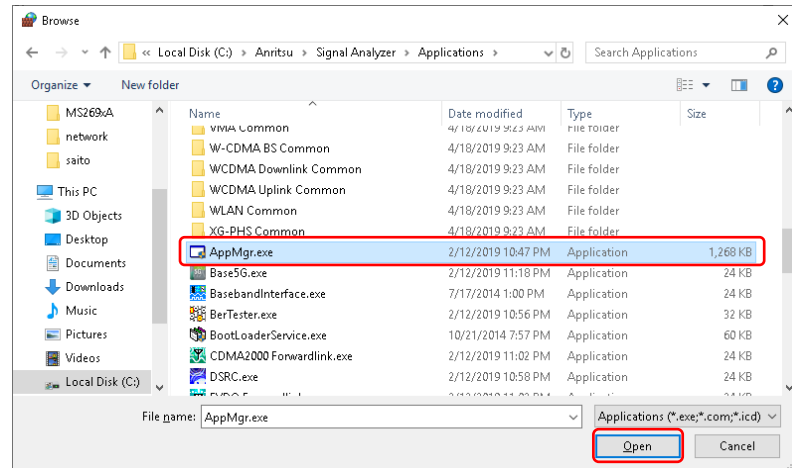 Browse
« Local Disk (C:) > Anritsu > Signal Analyzer > Applications >
Search Applications
Organize
New folder
MS269xA
network
saito
This PC
3D Objects
Desktop
Documents
Downloads
Music
Pictures
Videos
Local Disk (C:)
Name Date modified Type Size
VMA Common 4/18/2019 9:23 AM File folder
W-CDMA BS Common 4/18/2019 9:23 AM File folder
WCDMA Downlink Common 4/18/2019 9:23 AM File folder
WCDMA Uplink Common 4/18/2019 9:23 AM File folder
WLAN Common 4/18/2019 9:23 AM File folder
XG-PHS Common 4/18/2019 9:23 AM File folder
AppMgr.exe 2/12/2019 10:47 PM Application 1,268 KB
Base5G.exe 2/12/2019 11:18 PM Application 24 KB
BasebandInterface.exe 7/17/2014 1:00 PM Application 24 KB
BerTester.exe 2/12/2019 10:56 PM Application 32 KB
BootLoaderService.exe 10/21/2014 7:57 PM Application 60 KB
CDMA2000 Forwardlink.exe 2/12/2019 11:02 PM Application 24 KB
DSRC.exe 2/12/2019 10:58 PM Application 24 KB
File name: AppMgr.exe
Applications (*.exe;*.com;*.icd)
Open
Cancel